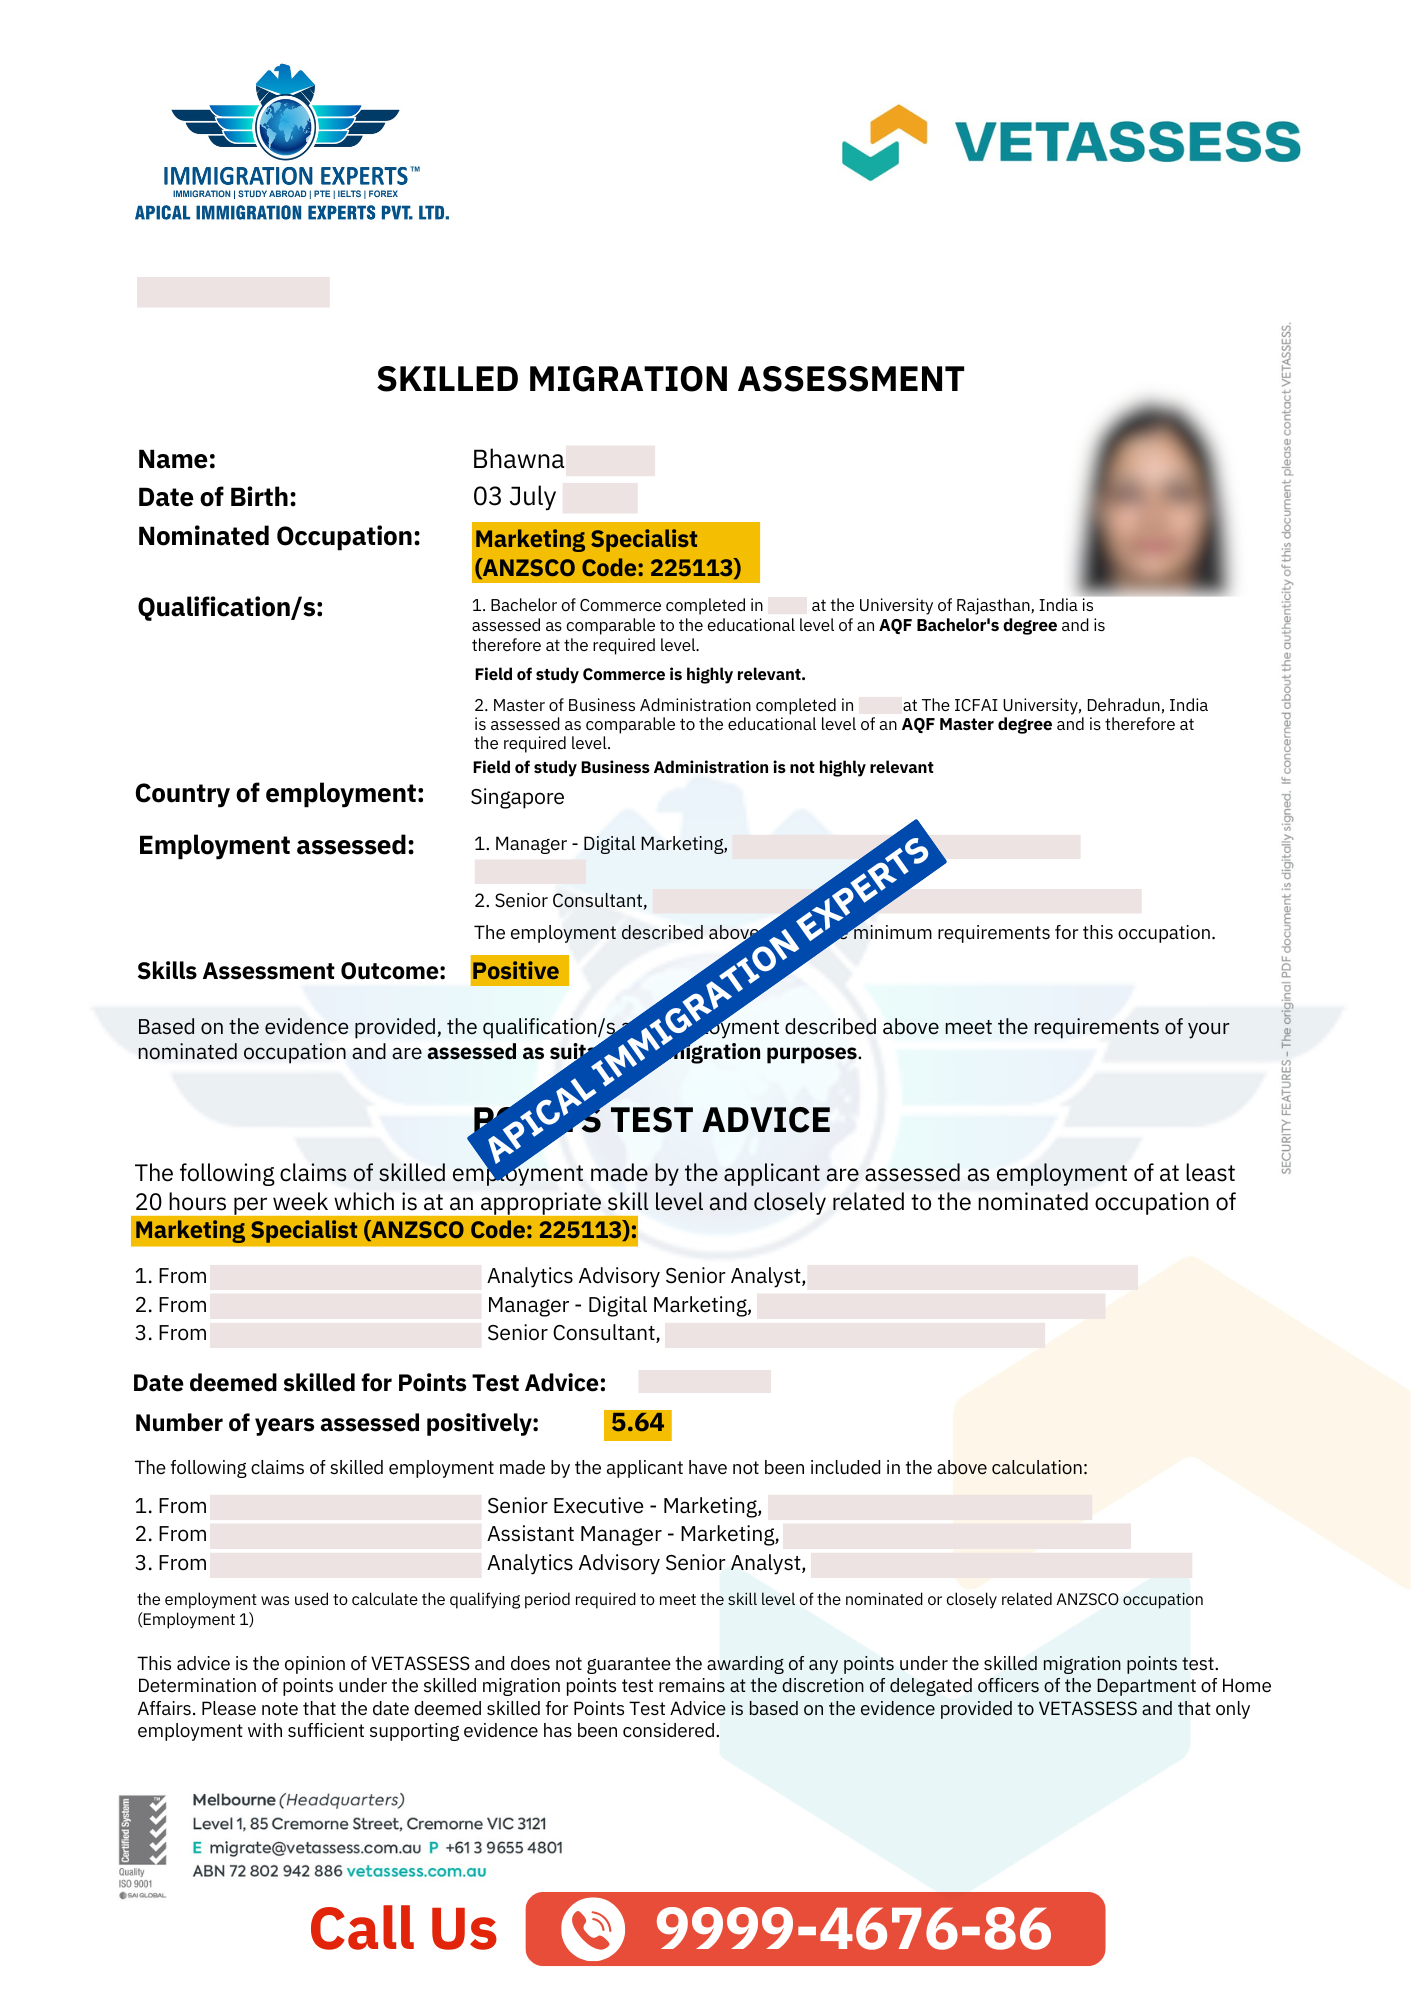 IMMIGRATION EXPERTS™
IMMIGRATION | STUDY ABROAD | PTE | IELTS | FOREX
APICAL IMMIGRATION EXPERTS PVT. LTD.
VETASSESS
SKILLED MIGRATION ASSESSMENT
Name: Bhawna
Date of Birth: 03 July
Nominated Occupation: Marketing Specialist
(ANZSCO Code: 225113)
Qualification/s: 1. Bachelor of Commerce completed in at the University of Rajasthan, India is
assessed as comparable to the educational level of an AQF Bachelor's degree and is
therefore at the required level.
Field of study Commerce is highly relevant.
2. Master of Business Administration completed in at The ICFAI University, Dehradun, India
is assessed as comparable to the educational level of an AQF Master degree and is therefore at
the required level.
Field of study Business Administration is not highly relevant
Country of employment: Singapore
Employment assessed: 1. Manager - Digital Marketing,
2. Senior Consultant,
The employment described above minimum requirements for this occupation.
Skills Assessment Outcome: Positive
Based on the evidence provided, the qualification/s described above meet the requirements of your
nominated occupation and are assessed as purposes.
APICAL IMMIGRATION EXPERTS
POINTS TEST ADVICE
The following claims of skilled employment made by the applicant are assessed as employment of at least
20 hours per week which is at an appropriate skill level and closely related to the nominated occupation of
Marketing Specialist (ANZSCO Code: 225113):
1. From Analytics Advisory Senior Analyst,
2. From Manager - Digital Marketing,
3. From Senior Consultant,
Date deemed skilled for Points Test Advice:
Number of years assessed positively: 5.64
The following claims of skilled employment made by the applicant have not been included in the above calculation:
1. From Senior Executive - Marketing,
2. From Assistant Manager - Marketing,
3. From Analytics Advisory Senior Analyst,
the employment was used to calculate the qualifying period required to meet the skill level of the nominated or closely related ANZSCO occupation
(Employment 1)
This advice is the opinion of VETASSESS and does not guarantee the awarding of any points under the skilled migration points test.
Determination of points under the skilled migration points test remains at the discretion of delegated officers of the Department of Home
Affairs. Please note that the date deemed skilled for Points Test Advice is based on the evidence provided to VETASSESS and that only
employment with sufficient supporting evidence has been considered.
SECURITY FEATURES - The original PDF document is digitally signed. If concerned about the authenticity of this document please contact VETASSESS.
Certified System
Quality
ISO 9001
SAI GLOBAL
Melbourne (Headquarters)
Level 1, 85 Cremorne Street, Cremorne VIC 3121
E migrate@vetassess.com.au P +61 3 9655 4801
ABN 72 802 942 886 vetassess.com.au
Call Us 9999-4676-86